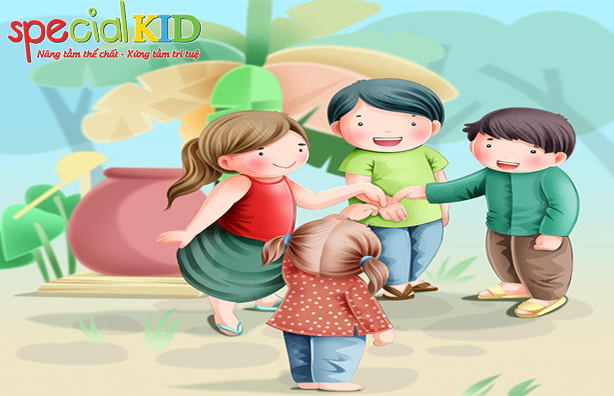 specialKID
Nâng tầm thể chất - Xứng tầm trí tuệ